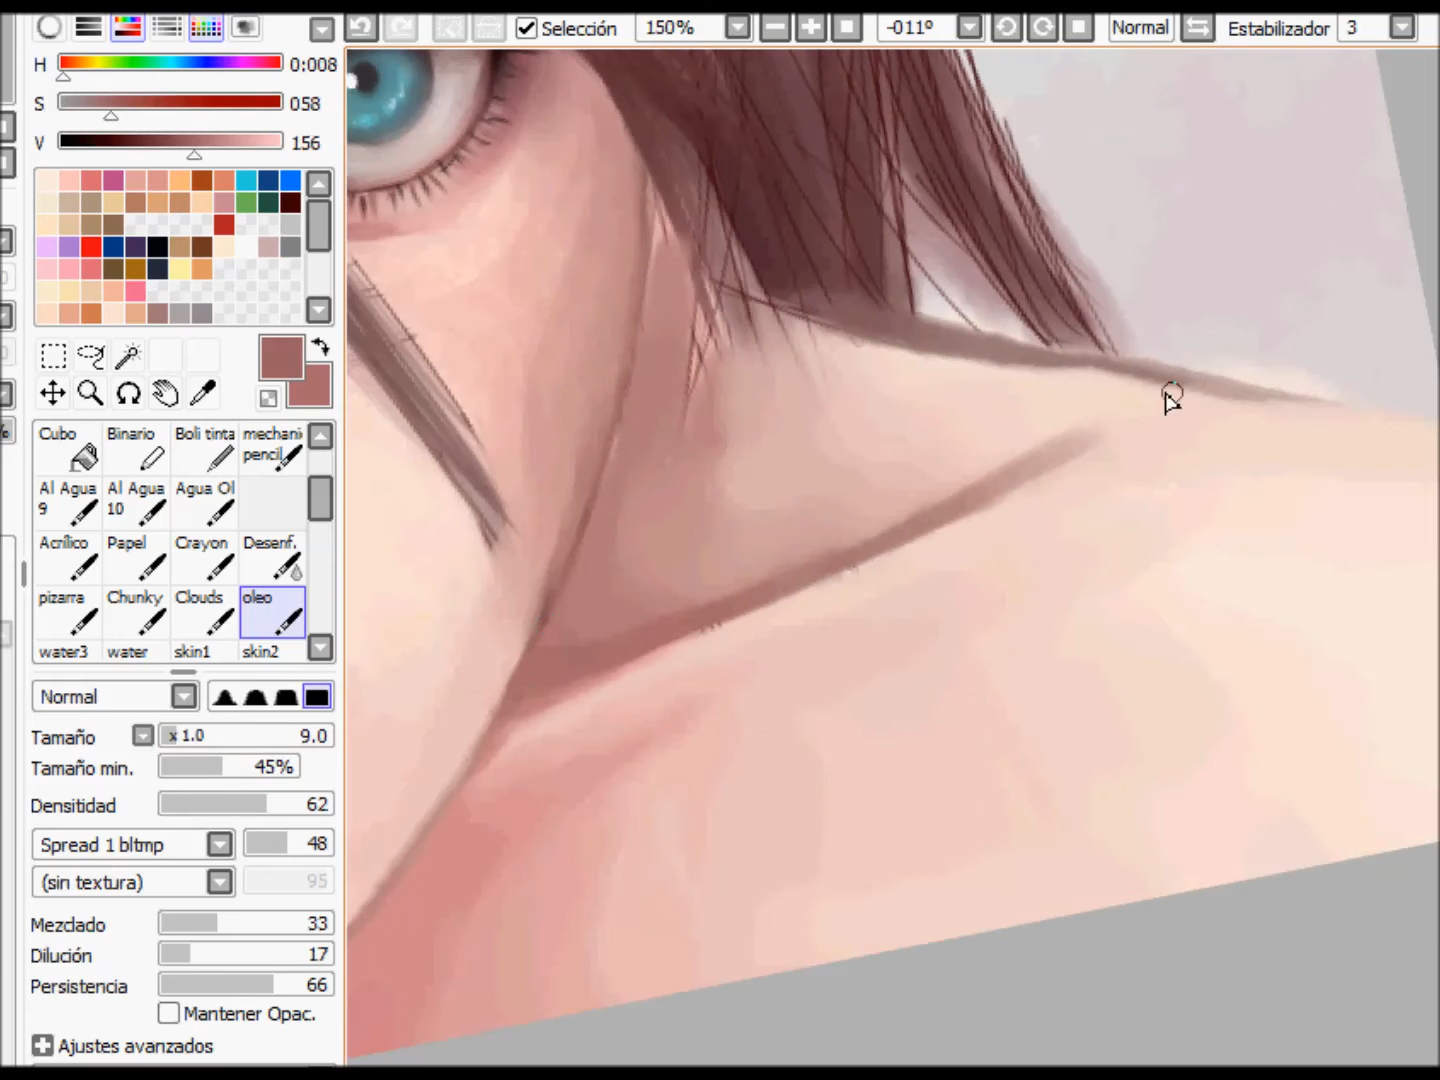 Selección 150% -011º Normal Estabilizador 3
H 0:008
S 058
V 156
Cubo Binario Boli tinta mechani pencil
Al Agua 9 Al Agua 10 Agua Ol
Acrílico Papel Crayon Desenf.
pizarra Chunky Clouds oleo
water3 water skin1 skin2
Normal
Tamaño x 1.0 9.0
Tamaño min. 45%
Densitidad 62
Spread 1 bltmp 48
(sin textura) 95
Mezclado 33
Dilución 17
Persistencia 66
Mantener Opac.
Ajustes avanzados